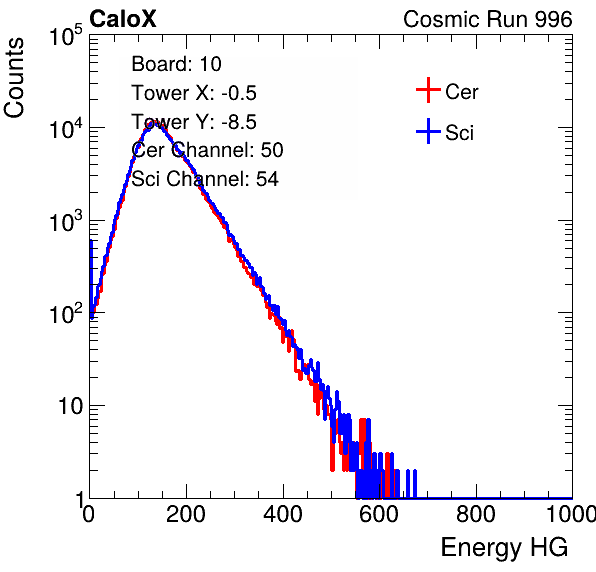 CaloX Cosmic Run 996
Counts
10^5
10^4
10^3
10^2
10
1
Board: 10
Tower X: -0.5
Tower Y: -8.5
Cer Channel: 50
Sci Channel: 54
Cer
Sci
0 200 400 600 800 1000
Energy HG